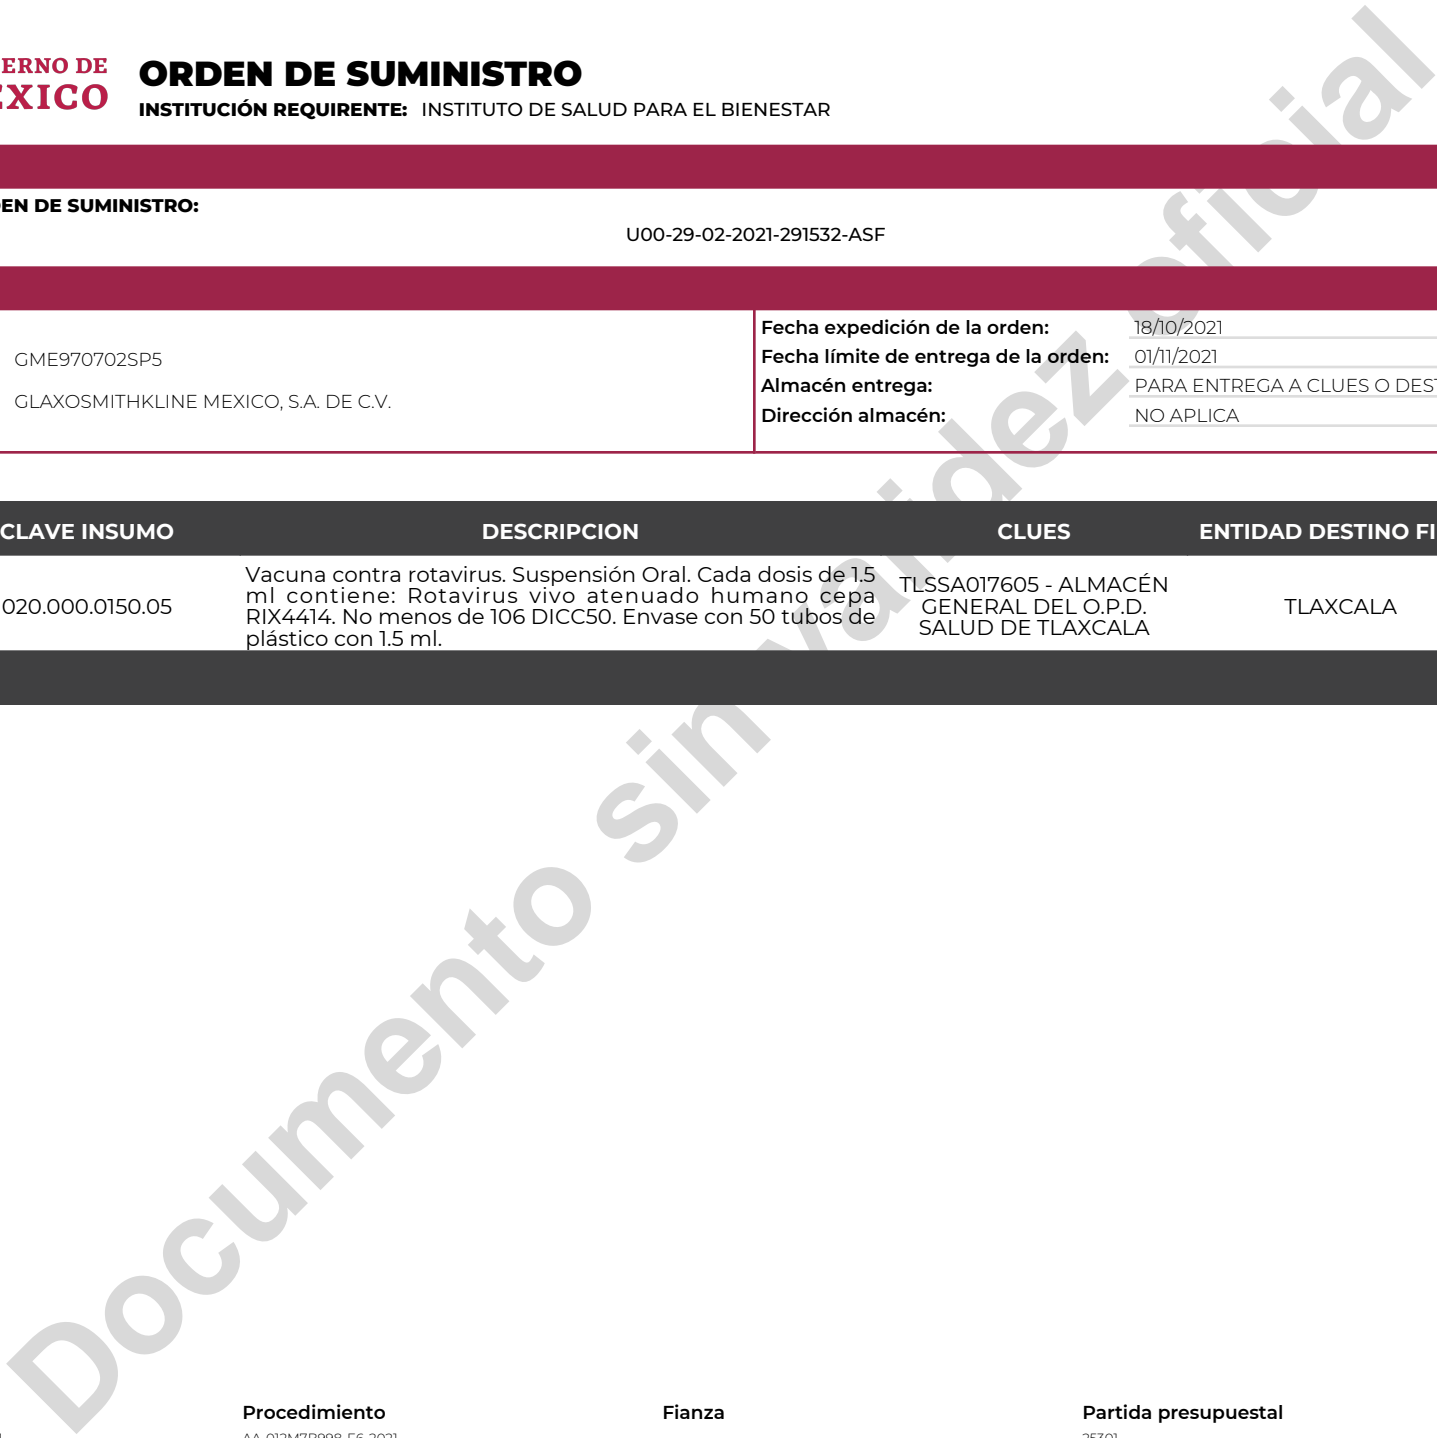 ERNO DE
EXICO
ORDEN DE SUMINISTRO
INSTITUCIÓN REQUIRENTE: INSTITUTO DE SALUD PARA EL BIENESTAR
EN DE SUMINISTRO:
U00-29-02-2021-291532-ASF
GME970702SP5
GLAXOSMITHKLINE MEXICO, S.A. DE C.V.
Fecha expedición de la orden: 18/10/2021
Fecha límite de entrega de la orden: 01/11/2021
Almacén entrega: PARA ENTREGA A CLUES O DEST
Dirección almacén: NO APLICA
CLAVE INSUMO DESCRIPCION CLUES ENTIDAD DESTINO FI
020.000.0150.05
Vacuna contra rotavirus. Suspensión Oral. Cada dosis de 1.5
ml contiene: Rotavirus vivo atenuado humano cepa
RIX4414. No menos de 106 DICC50. Envase con 50 tubos de
plástico con 1.5 ml.
TLSSA017605 - ALMACÉN
GENERAL DEL O.P.D.
SALUD DE TLAXCALA
TLAXCALA
Documento sin validez oficial
Procedimiento Fianza Partida presupuestal
AA-012M7B998-E6-2021 25301